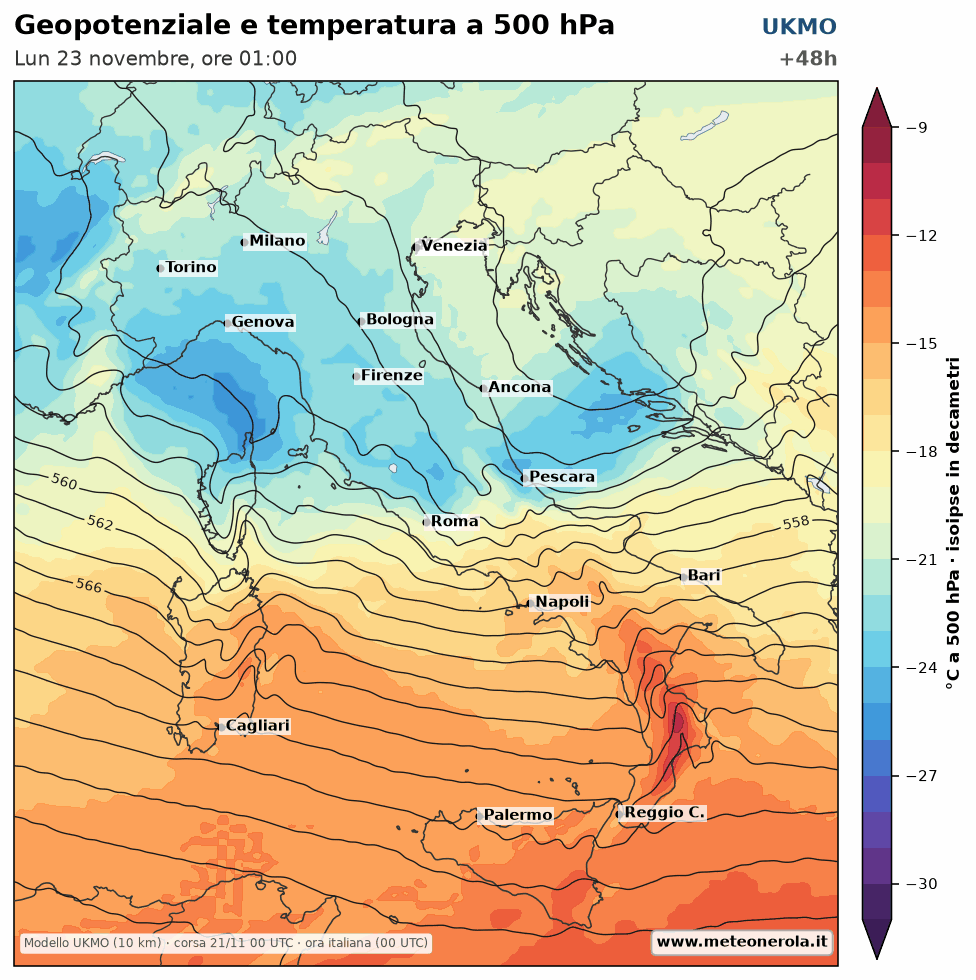 Geopotenziale e temperatura a 500 hPa
UKMO
Lun 23 novembre, ore 01:00
+48h
−9
−12
−15
−18
−21
−24
−27
−30
°C a 500 hPa · isoipse in decametri
Milano
Venezia
Torino
Genova
Bologna
Firenze
Ancona
Pescara
560
562
558
Roma
566
Bari
Napoli
Cagliari
Palermo
Reggio C.
Modello UKMO (10 km) · corsa 21/11 00 UTC · ora italiana (00 UTC)
www.meteonerola.it